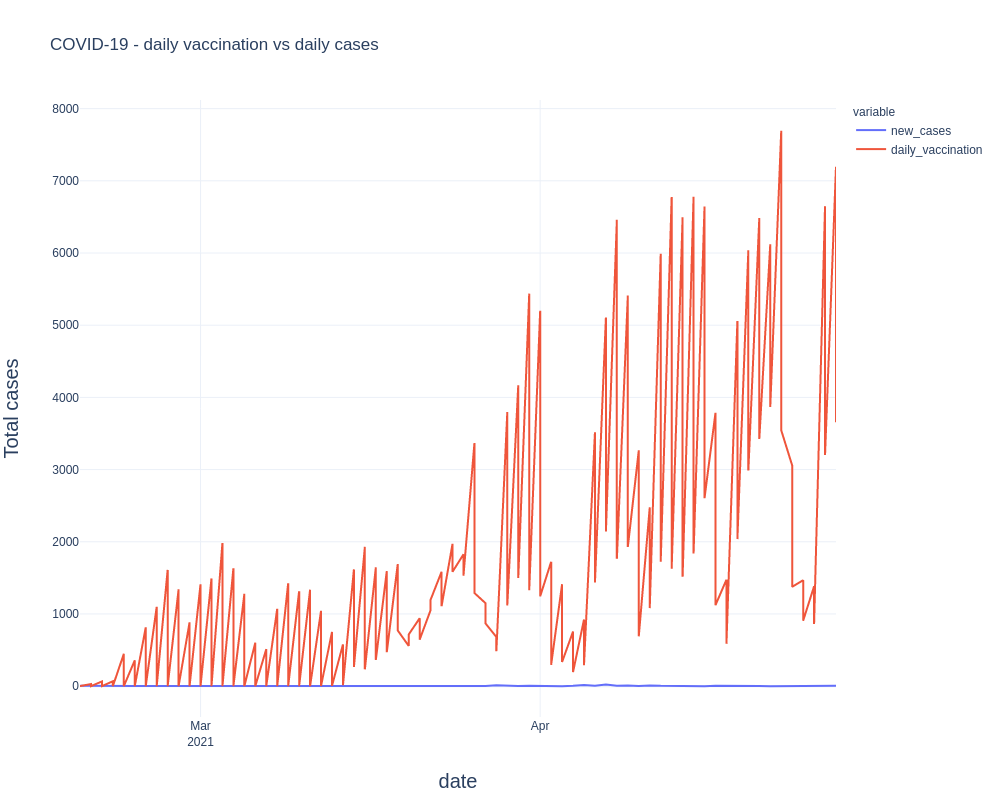 COVID-19 - daily vaccination vs daily cases
variable
new_cases
daily_vaccination
Total cases
8000
7000
6000
5000
4000
3000
2000
1000
0
Mar
2021
Apr
date